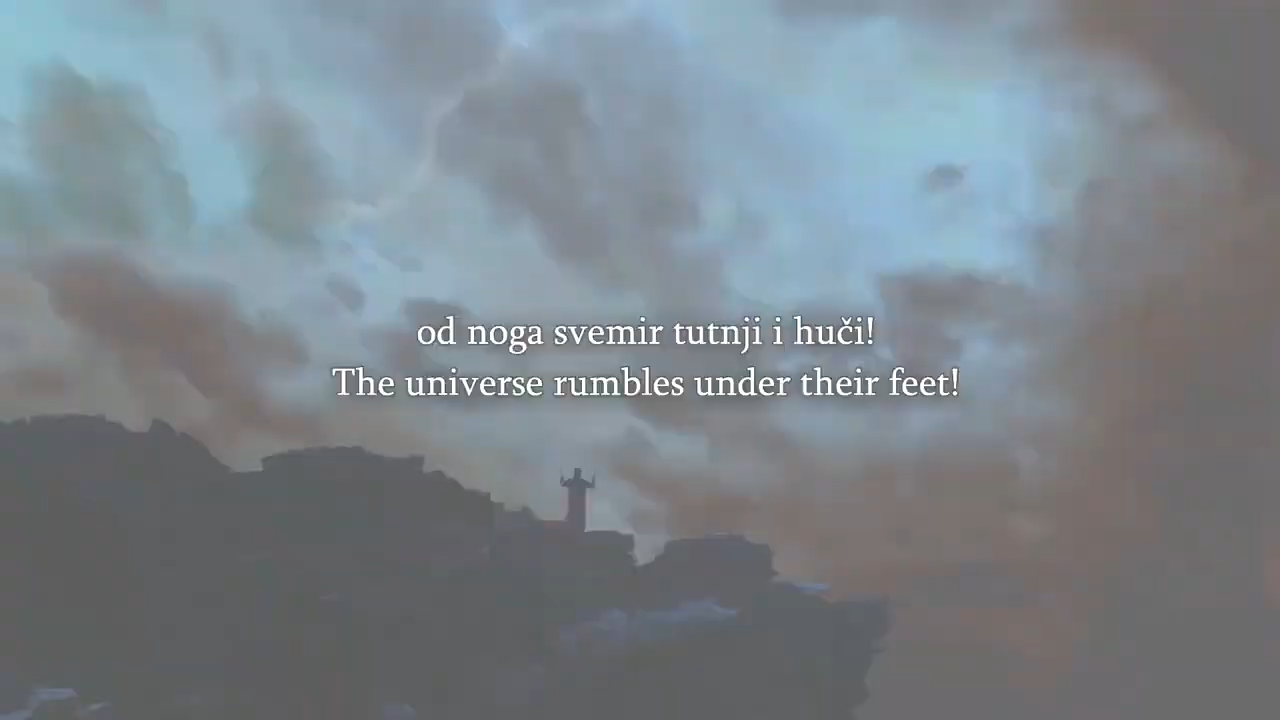 od noga svemir tutnji i huči!
The universe rumbles under their feet!